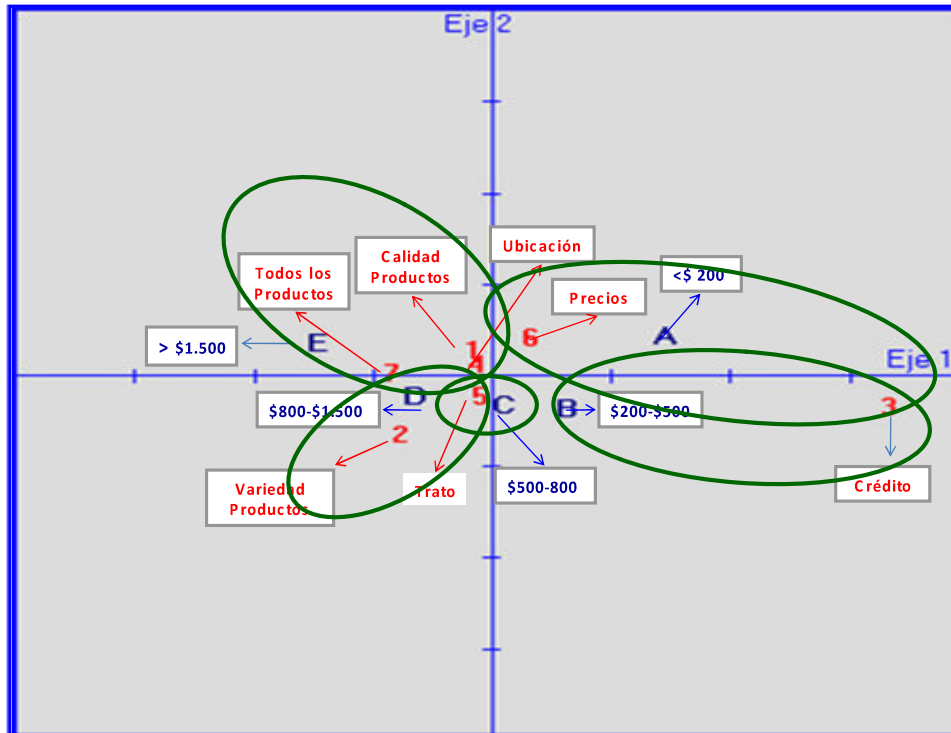 Eje 2
Ubicación
Calidad
Productos
Todos los
Productos
<$ 200
Precios
1
6
A
E
> $1.500
Eje 1
4
7
D
5
C
B
3
$800-$1.500
$200-$500
2
$500-800
Variedad
Productos
Trato
Crédito